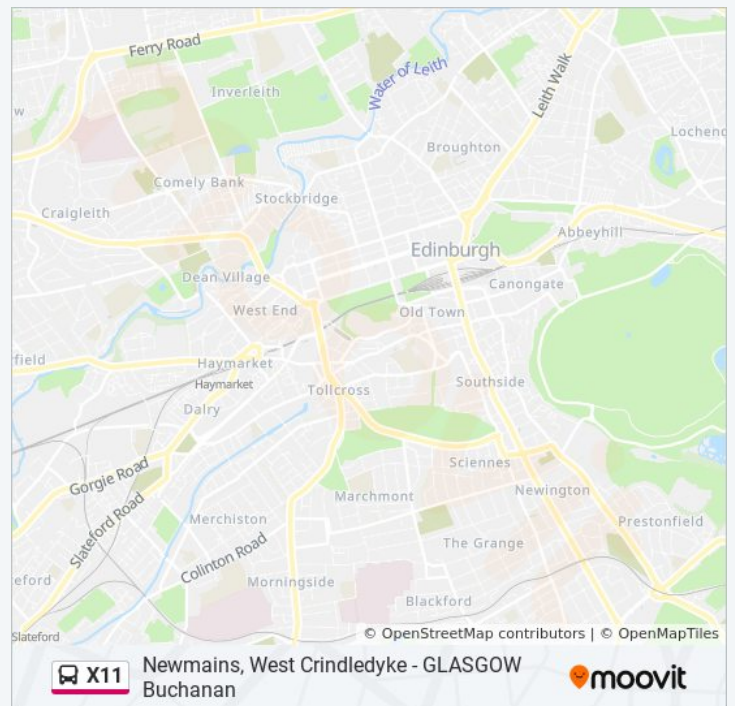 Ferry Road
Water of Leith
Leith Walk
Inverleith
w
Lochend
Broughton
Comely Bank
Stockbridge
Craigleith
Abbeyhill
Edinburgh
Dean Village
Canongate
West End
Old Town
field
Haymarket
Haymarket
Southside
Tollcross
Dalry
Gorgie Road
Sciennes
Newington
Marchmont
Slateford Road
Merchiston
Prestonfield
The Grange
Colinton Road
eford
Morningside
Blackford
Slateford
© OpenStreetMap contributors | © OpenMapTiles
X11
Newmains, West Crindledyke - GLASGOW
Buchanan
moovit